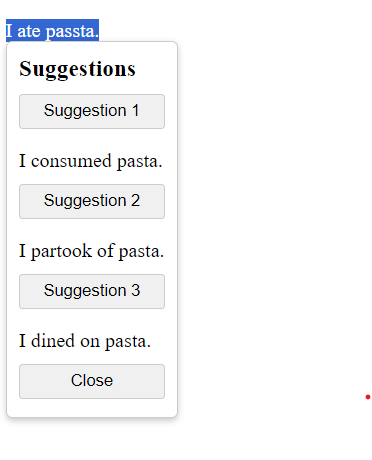 I ate passta.
Suggestions
Suggestion 1
I consumed pasta.
Suggestion 2
I partook of pasta.
Suggestion 3
I dined on pasta.
Close